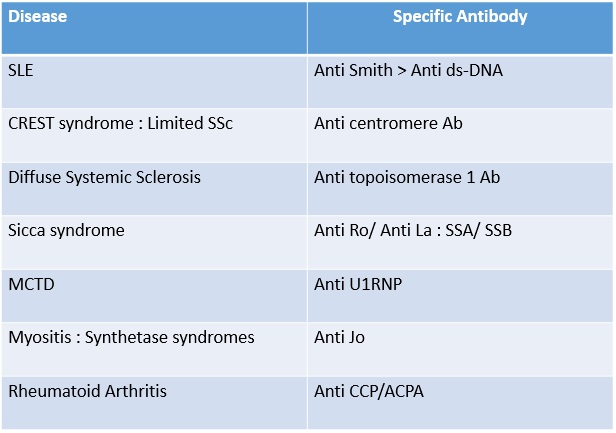 Disease Specific Antibody
SLE Anti Smith > Anti ds-DNA
CREST syndrome : Limited SSc Anti centromere Ab
Diffuse Systemic Sclerosis Anti topoisomerase 1 Ab
Sicca syndrome Anti Ro/ Anti La : SSA/ SSB
MCTD Anti U1RNP
Myositis : Synthetase syndromes Anti Jo
Rheumatoid Arthritis Anti CCP/ACPA